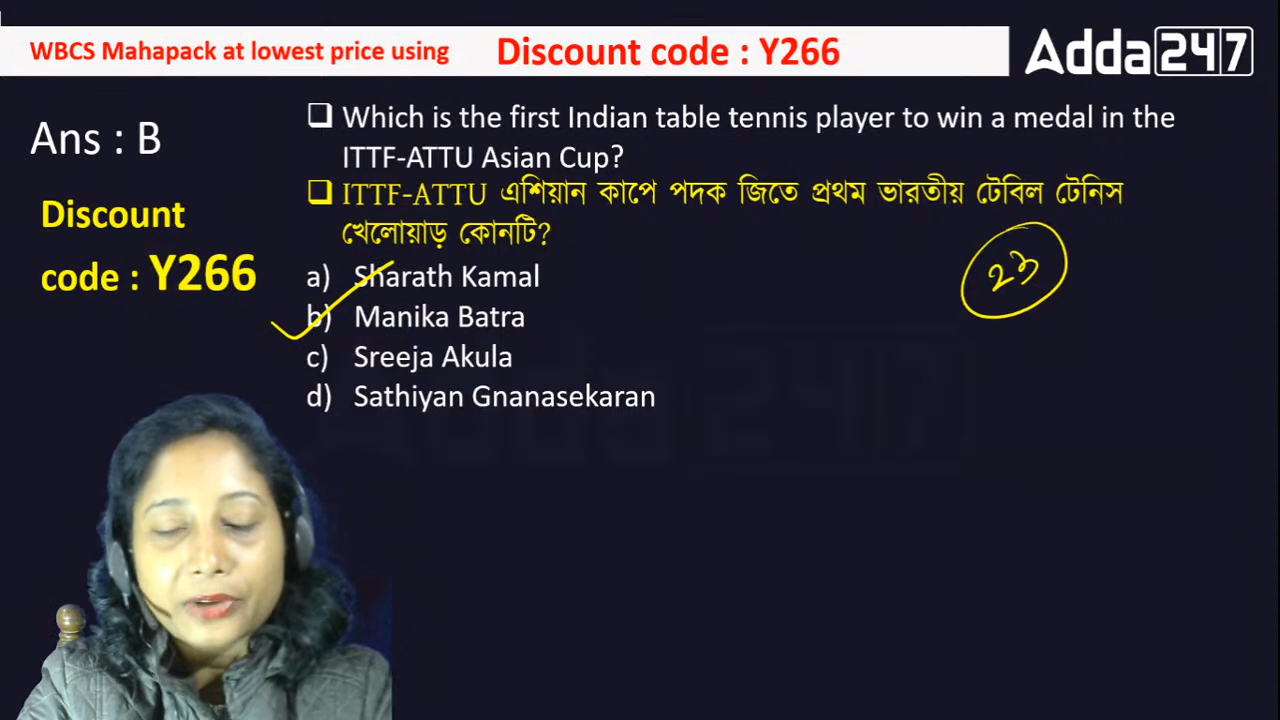 WBCS Mahapack at lowest price using Discount code : Y266
Adda247
Ans : B
Discount
code : Y266
❑ Which is the first Indian table tennis player to win a medal in the
ITTF-ATTU Asian Cup?
❑ ITTF-ATTU এশিয়ান কাপে পদক জিতে প্রথম ভারতীয় টেবিল টেনিস
খেলোয়াড় কোনটি?
a) Sharath Kamal
b) Manika Batra
c) Sreeja Akula
d) Sathiyan Gnanasekaran